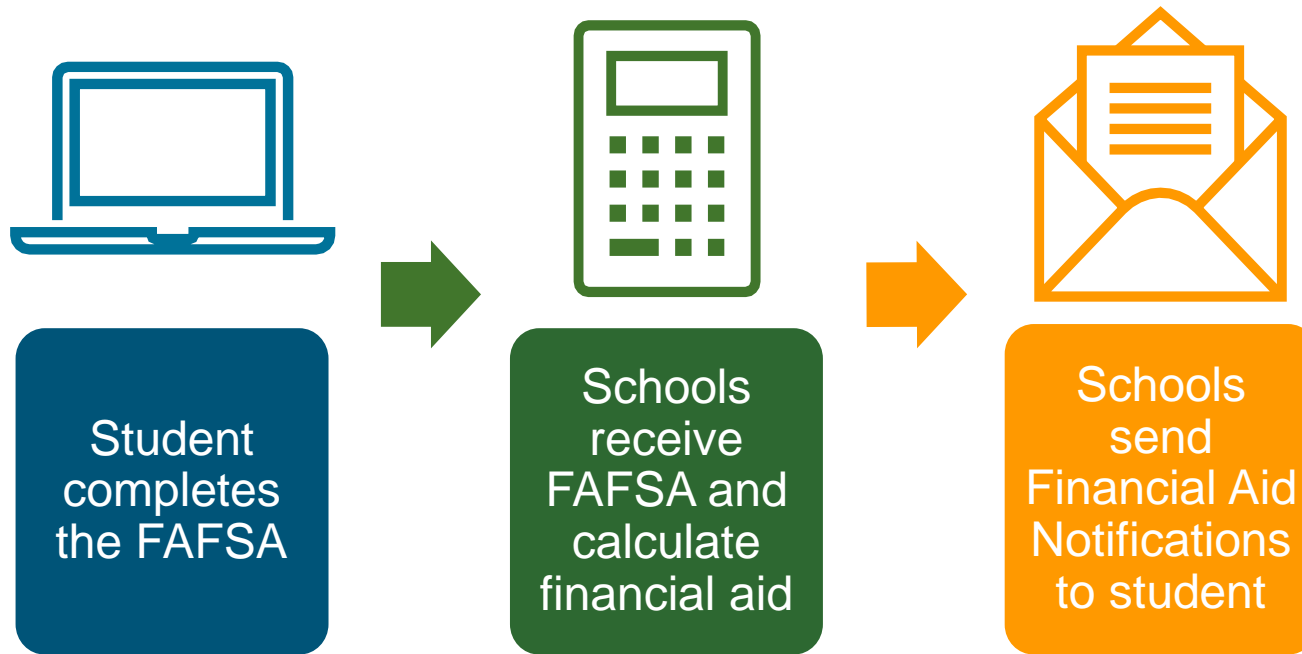 Student
completes
the FAFSA
Schools
receive
FAFSA and
calculate
financial aid
Schools
send
Financial Aid
Notifications
to student